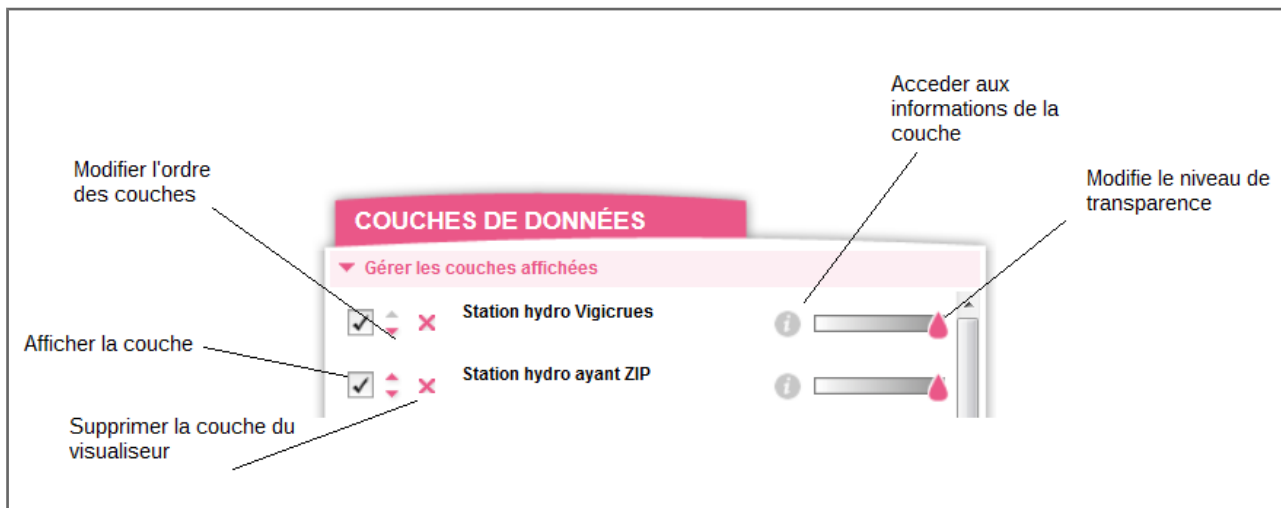 Acceder aux
informations de la
couche
Modifier l'ordre
des couches
Modifie le niveau de
transparence
COUCHES DE DONNÉES
Gérer les couches affichées
Station hydro Vigicrues
Afficher la couche
Station hydro ayant ZIP
Supprimer la couche du
visualiseur